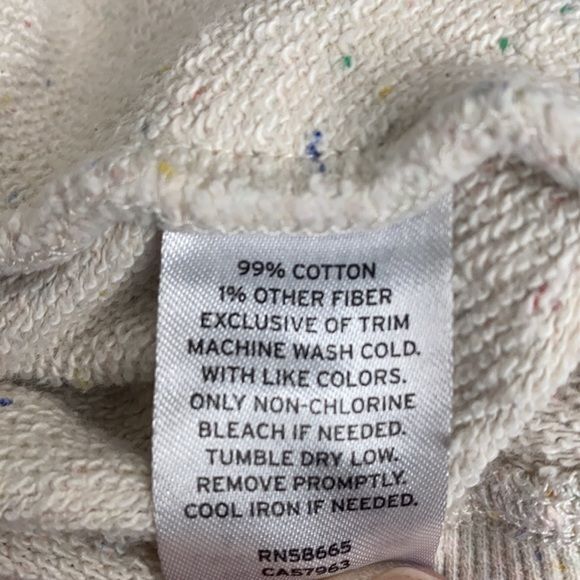 99% COTTON
1% OTHER FIBER
EXCLUSIVE OF TRIM
MACHINE WASH COLD.
WITH LIKE COLORS.
ONLY NON-CHLORINE
BLEACH IF NEEDED.
TUMBLE DRY LOW.
REMOVE PROMPTLY.
COOL IRON IF NEEDED.
RN58665
CA57963